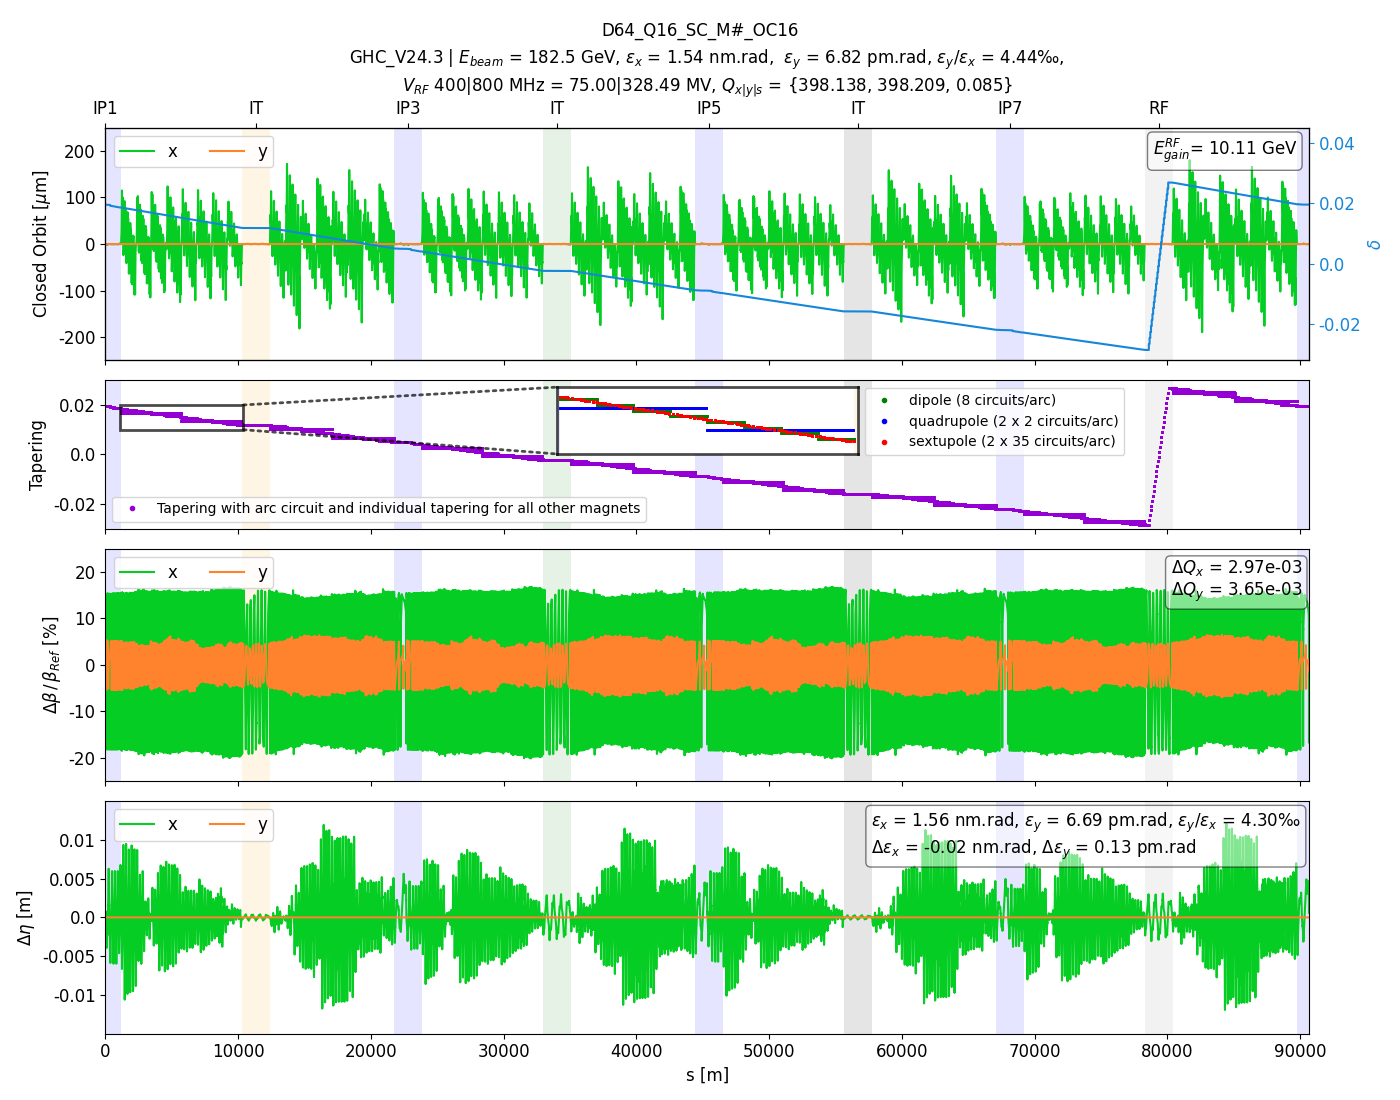 D64_Q16_SC_M#_OC16
GHC_V24.3 | E_beam = 182.5 GeV, ε_x = 1.54 nm.rad, ε_y = 6.82 pm.rad, ε_y/ε_x = 4.44‰,
V_RF 400|800 MHz = 75.00|328.49 MV, Q_x|y|s = {398.138, 398.209, 0.085}
IP1 IT IP3 IT IP5 IT IP7 RF
x y
E^RF_gain = 10.11 GeV
Closed Orbit [μm]
200
100
0
-100
-200
0.04
0.02
0.0
-0.02
δ
Tapering
0.02
0.0
-0.02
dipole (8 circuits/arc)
quadrupole (2 x 2 circuits/arc)
sextupole (2 x 35 circuits/arc)
Tapering with arc circuit and individual tapering for all other magnets
x y
ΔQ_x = 2.97e-03
ΔQ_y = 3.65e-03
Δβ/β_Ref [%]
20
10
0
-10
-20
x y
ε_x = 1.56 nm.rad, ε_y = 6.69 pm.rad, ε_y/ε_x = 4.30‰
Δε_x = -0.02 nm.rad, Δε_y = 0.13 pm.rad
Δη [m]
0.01
0.005
0.0
-0.005
-0.01
0 10000 20000 30000 40000 50000 60000 70000 80000 90000
s [m]